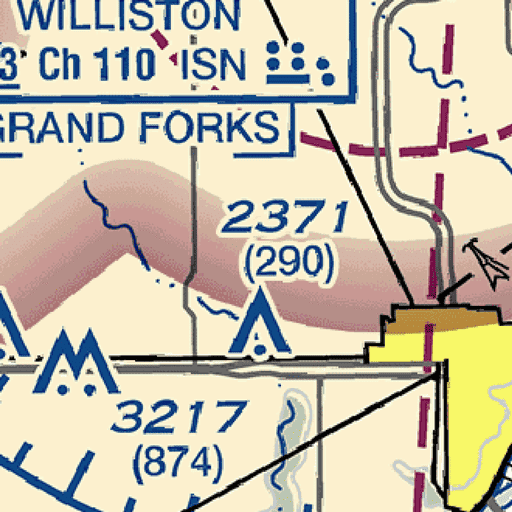 WILLISTON
3 Ch 110 ISN
GRAND FORKS
2371
(290)
3217
(874)